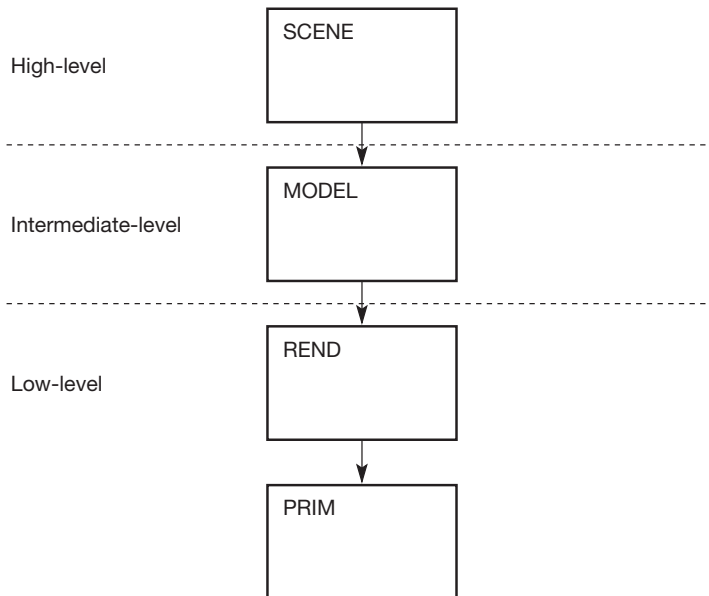 SCENE
High-level
MODEL
Intermediate-level
REND
Low-level
PRIM